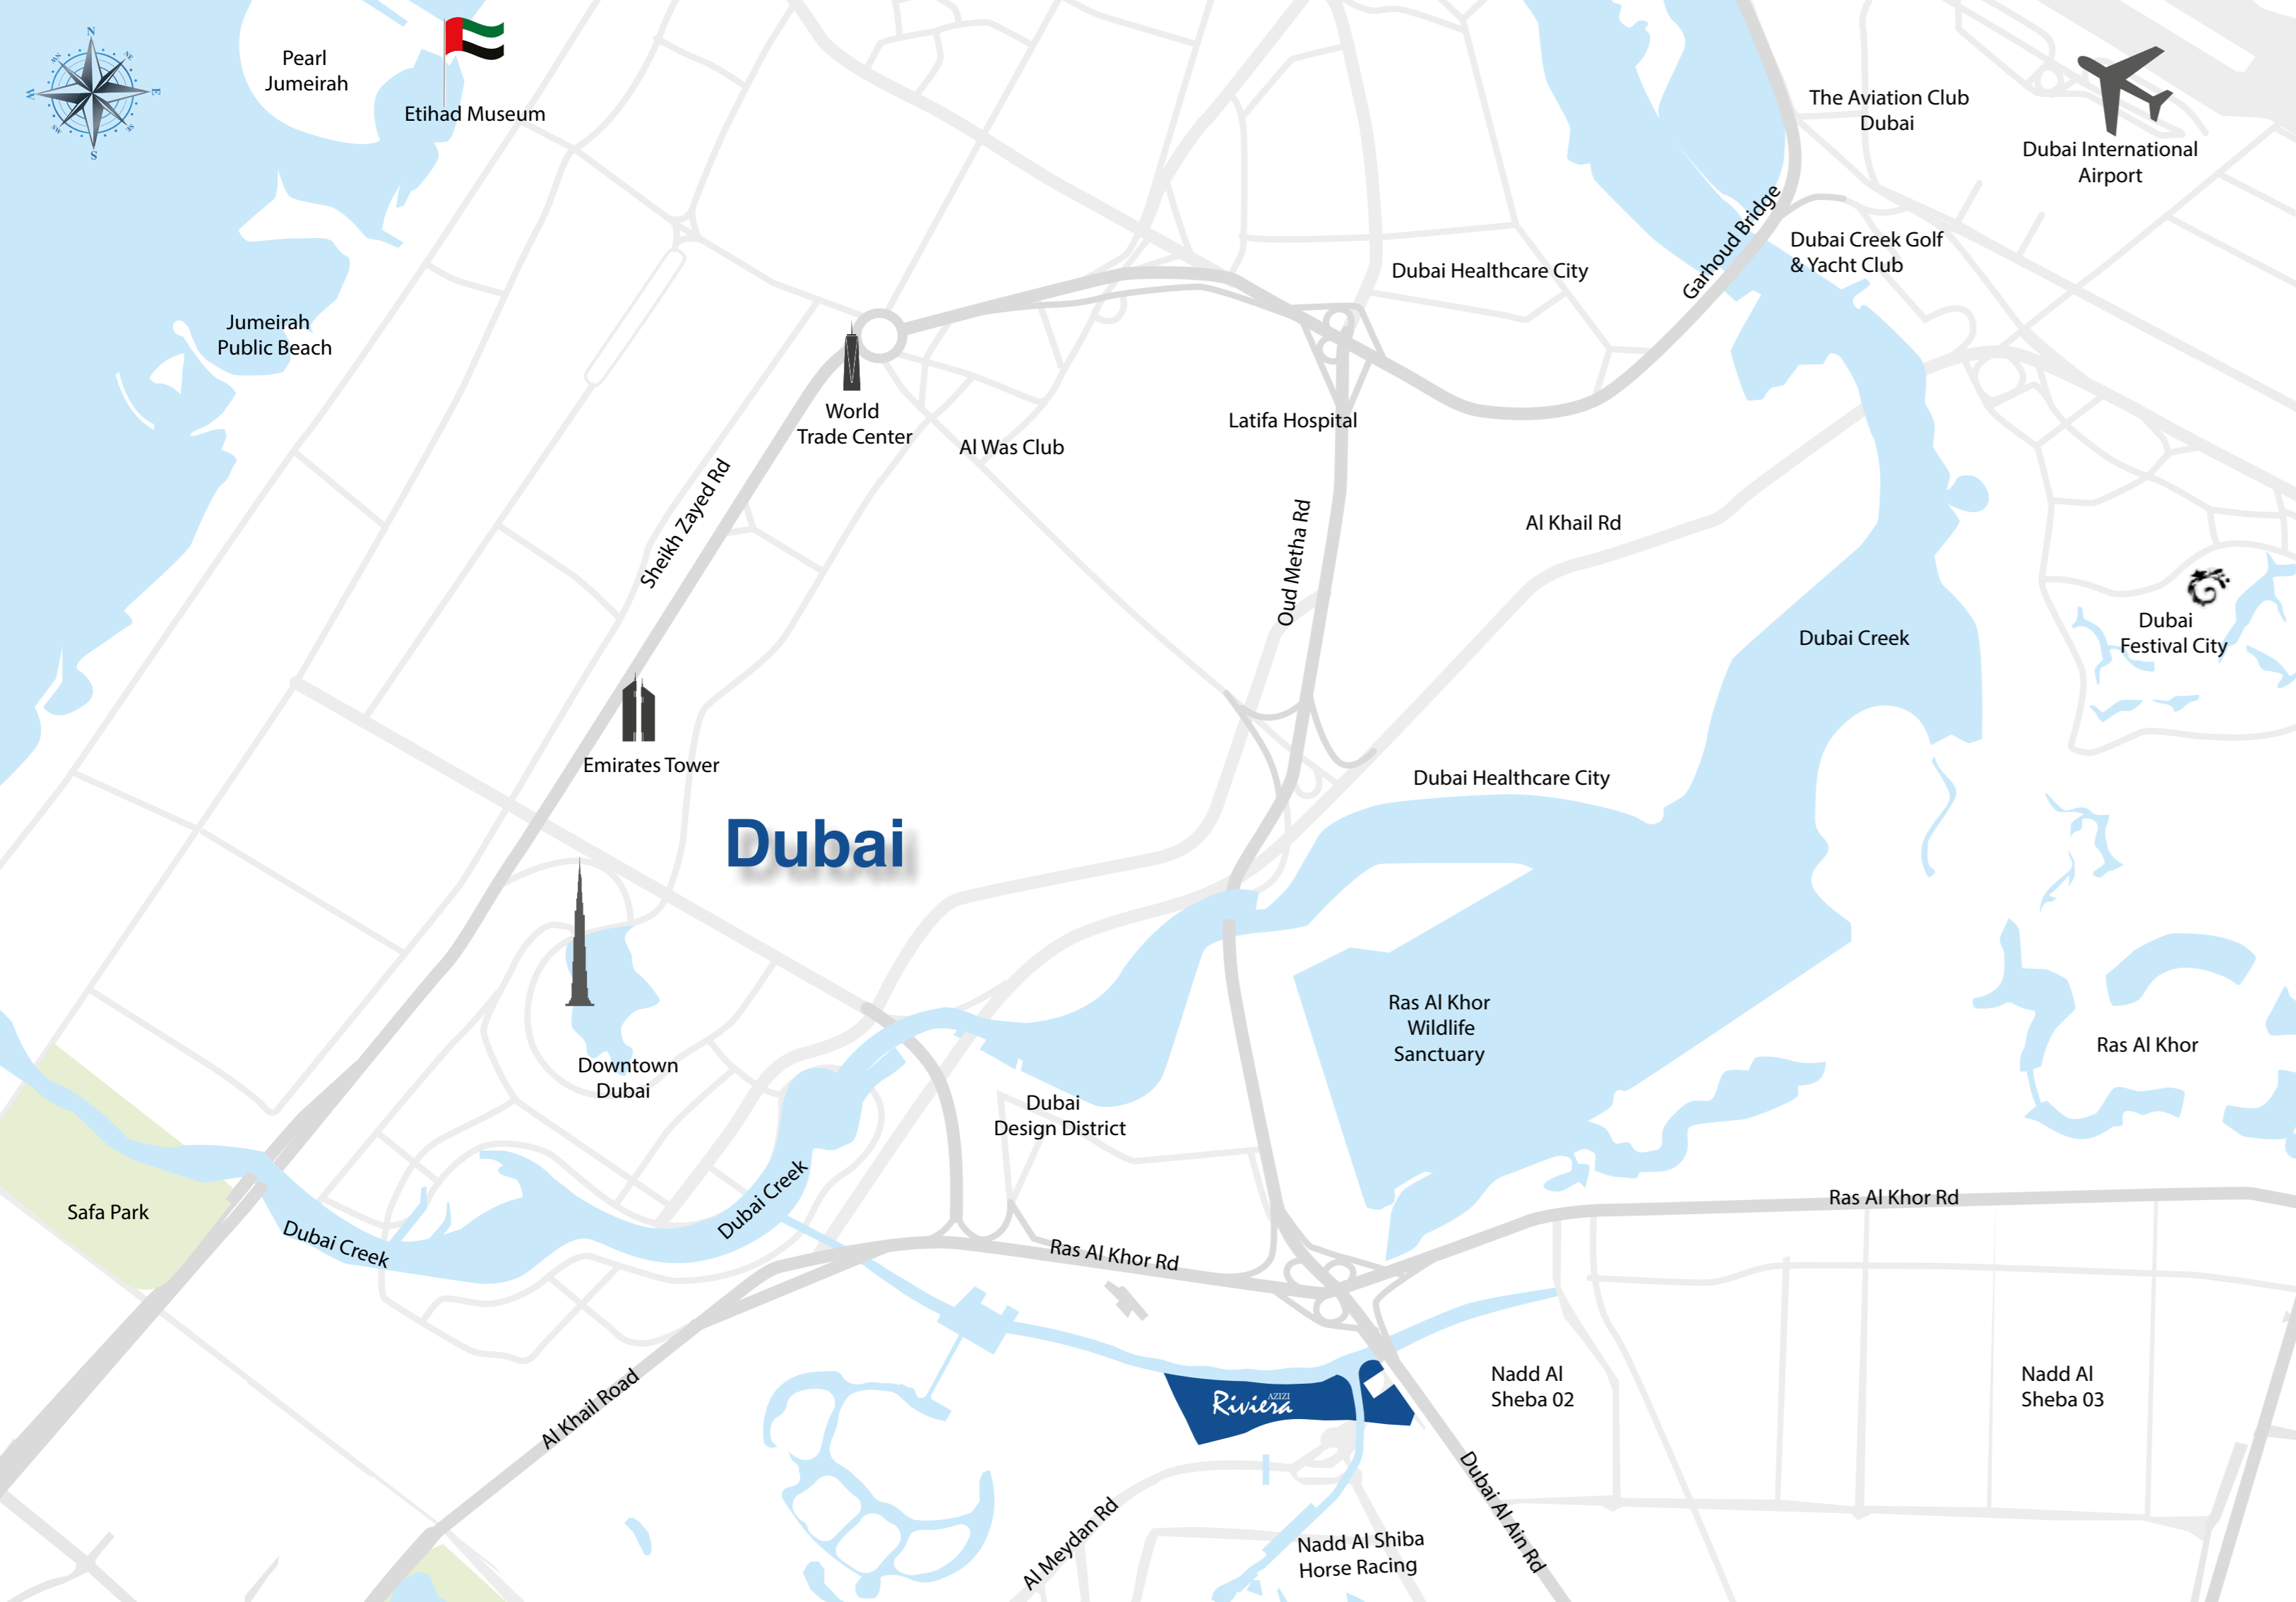 N
W
E
S
Pearl
Jumeirah
Etihad Museum
The Aviation Club
Dubai
Dubai International
Airport
Garhoud Bridge
Dubai Creek Golf
& Yacht Club
Dubai Healthcare City
Jumeirah
Public Beach
World
Trade Center
Al Was Club
Latifa Hospital
Sheikh Zayed Rd
Oud Metha Rd
Al Khail Rd
Dubai Creek
Dubai
Festival City
Emirates Tower
Dubai Healthcare City
Dubai
Ras Al Khor
Wildlife
Sanctuary
Ras Al Khor
Downtown
Dubai
Dubai
Design District
Safa Park
Dubai Creek
Dubai Creek
Ras Al Khor Rd
Ras Al Khor Rd
Al Khail Road
AZIZI
Riviera
Nadd Al
Sheba 02
Nadd Al
Sheba 03
Al Meydan Rd
Nadd Al Shiba
Horse Racing
Dubai Al Ain Rd